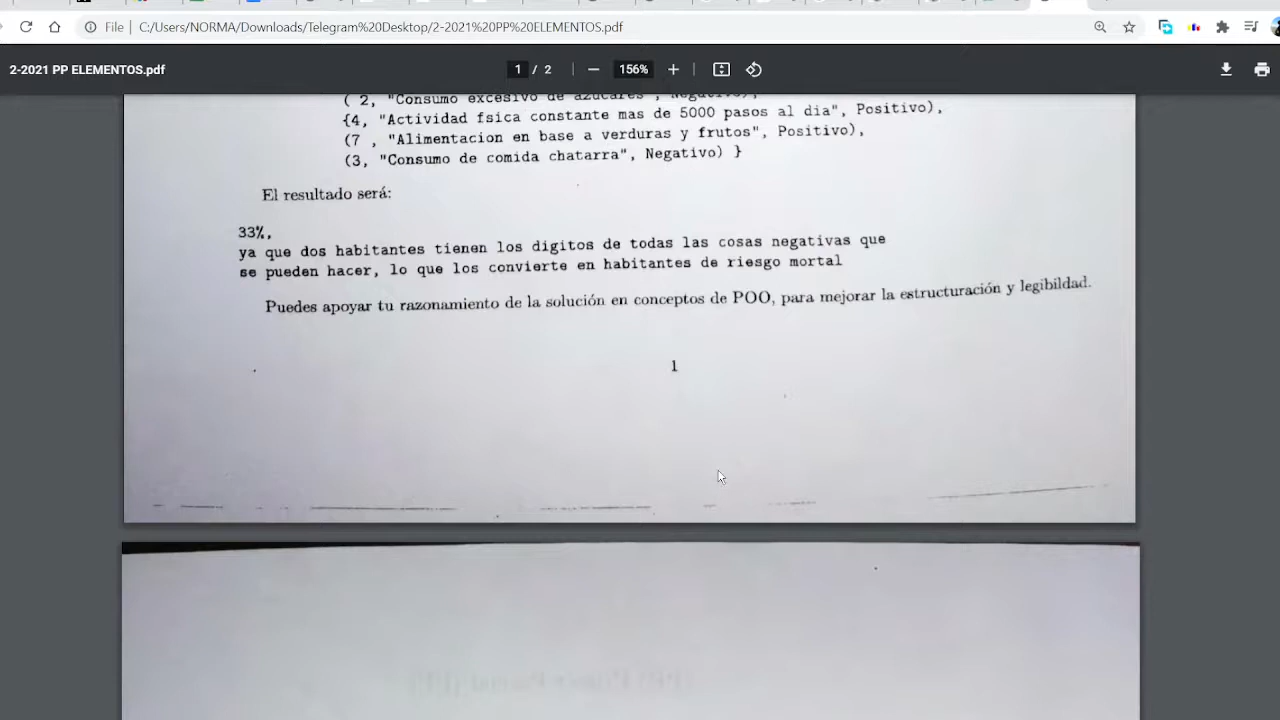 File | C:/Users/NORMA/Downloads/Telegram%20Desktop/2-2021%20PP%20ELEMENTOS.pdf
2-2021 PP ELEMENTOS.pdf
1 / 2
156%
( 2, "Consumo excesivo de azucares", Negativo),
{4, "Actividad fsica constante mas de 5000 pasos al dia", Positivo),
(7 , "Alimentacion en base a verduras y frutos", Positivo),
(3, "Consumo de comida chatarra", Negativo) }
El resultado será:
33%,
ya que dos habitantes tienen los digitos de todas las cosas negativas que
se pueden hacer, lo que los convierte en habitantes de riesgo mortal
Puedes apoyar tu razonamiento de la solución en conceptos de POO, para mejorar la estructuración y legibildad.
1